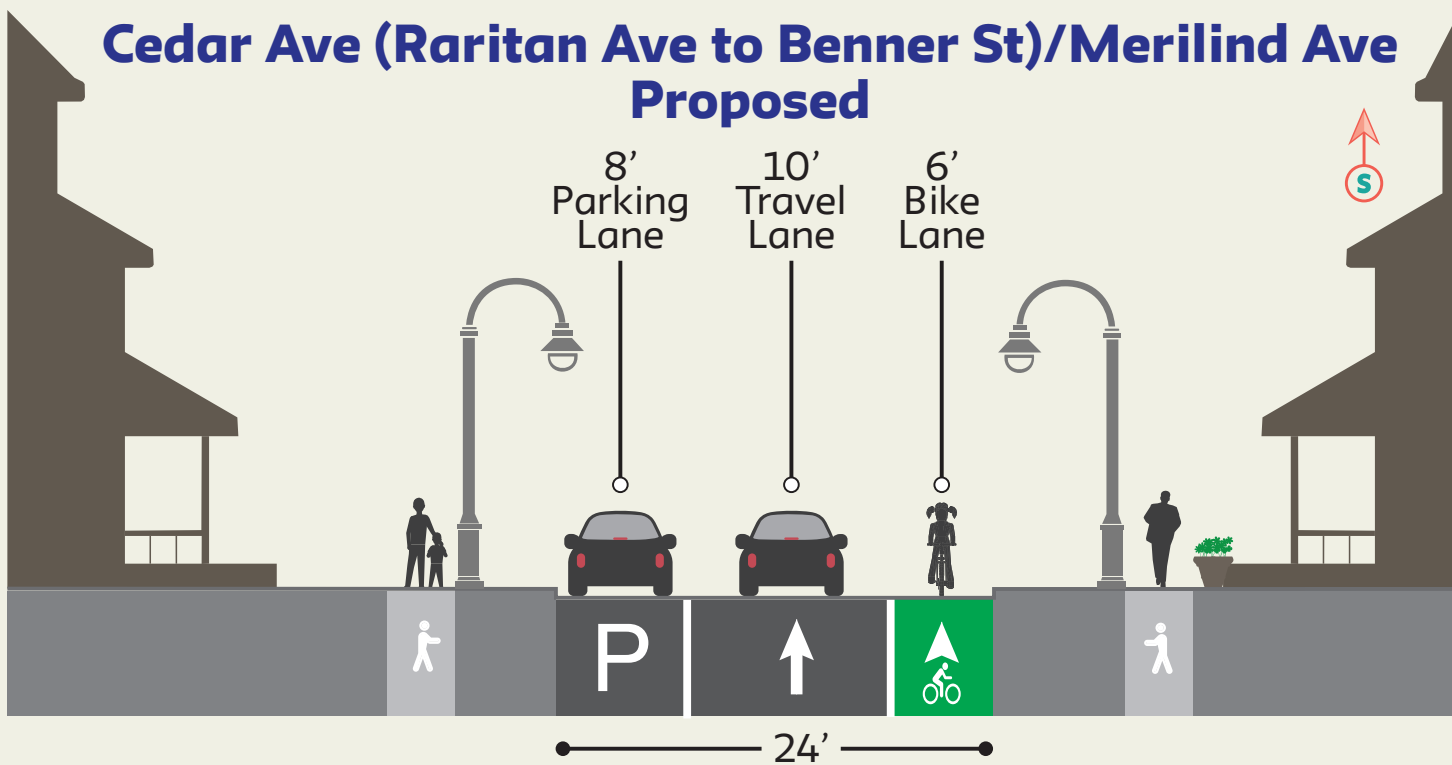 Cedar Ave (Raritan Ave to Benner St)/Merilind Ave
Proposed
8’
Parking
Lane
10’
Travel
Lane
6’
Bike
Lane
S
P
24’